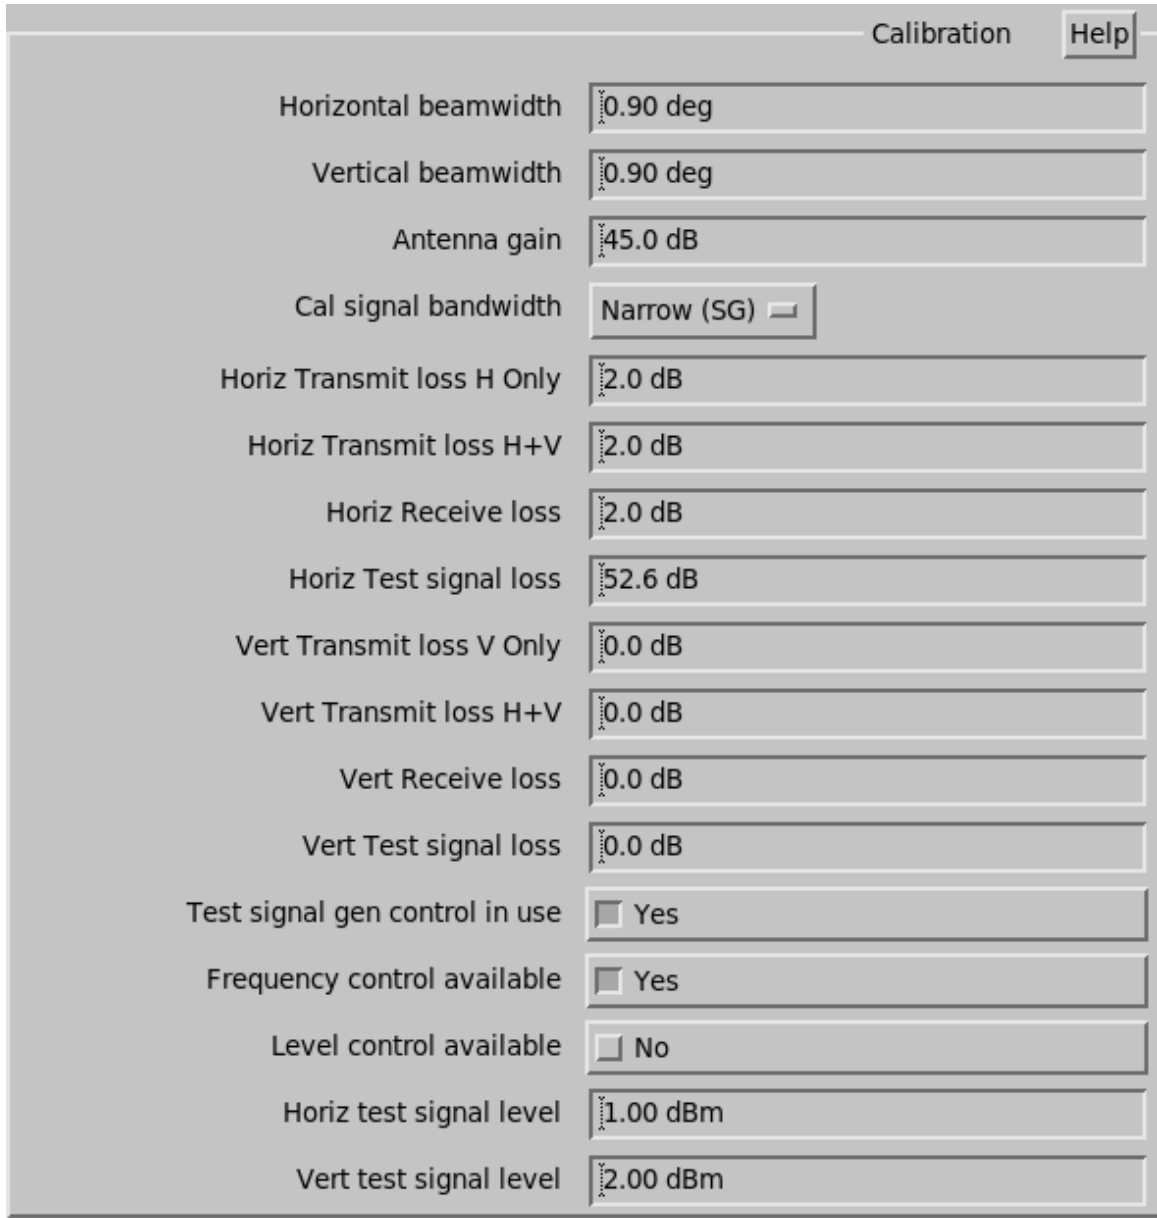 Calibration Help
Horizontal beamwidth 0.90 deg
Vertical beamwidth 0.90 deg
Antenna gain 45.0 dB
Cal signal bandwidth Narrow (SG)
Horiz Transmit loss H Only 2.0 dB
Horiz Transmit loss H+V 2.0 dB
Horiz Receive loss 2.0 dB
Horiz Test signal loss 52.6 dB
Vert Transmit loss V Only 0.0 dB
Vert Transmit loss H+V 0.0 dB
Vert Receive loss 0.0 dB
Vert Test signal loss 0.0 dB
Test signal gen control in use Yes
Frequency control available Yes
Level control available No
Horiz test signal level 1.00 dBm
Vert test signal level 2.00 dBm